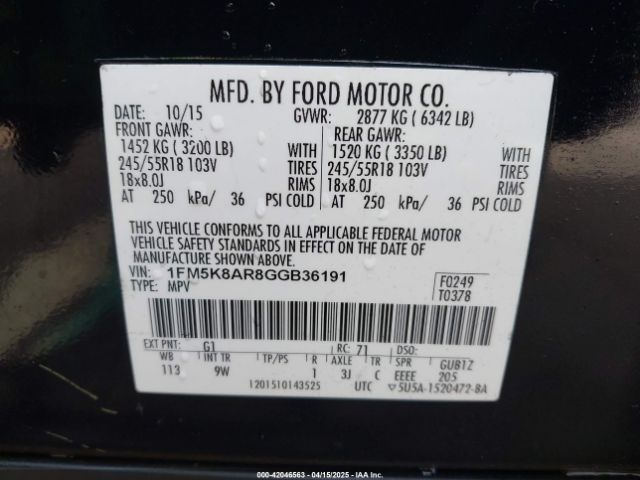 MFD. BY FORD MOTOR CO.
DATE: 10/15 GVWR: 2877 KG ( 6342 LB)
FRONT GAWR: REAR GAWR:
1452 KG ( 3200 LB) WITH 1520 KG ( 3350 LB) WITH
245/55R18 103V TIRES 245/55R18 103V TIRES
18x8.0J RIMS 18x8.0J RIMS
AT 250 kPa/ 36 PSI COLD AT 250 kPa/ 36 PSI COLD
THIS VEHICLE CONFORMS TO ALL APPLICABLE FEDERAL MOTOR
VEHICLE SAFETY STANDARDS IN EFFECT ON THE DATE OF
MANUFACTURE SHOWN ABOVE.
VIN: 1FM5K8AR8GGB36191 F0249
TYPE: MPV T0378
EXT PNT: G1 RC: 71 DSO:
WB INT TR TP/PS R AXLE TR SPR GUB1Z
113 9W 1 3J C EEEE 205
1201510143525 UTC ▽5U5A-1520472-BA
000-42046563 - 04/15/2025 - IAAI.COM